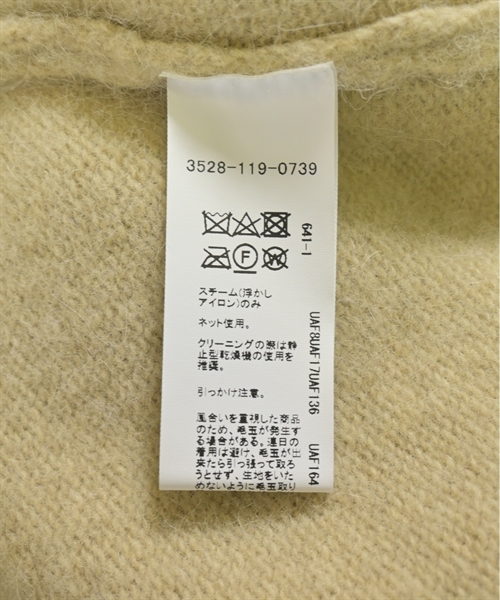 3528-119-0739
F W
641-I
スチーム(浮かし
アイロン)のみ
ネット使用。
クリーニングの際は静
止型乾燥機の使用を
推奨。
引っかけ注意。
風合いを重視した商品
のため、毛玉が発生す
る場合がある。連日の
着用は避け、毛玉が出
来たら引っ張って取ろ
うとせず、生地をいた
めないように毛玉取り
UAF8UAF17UAF136 UAF164